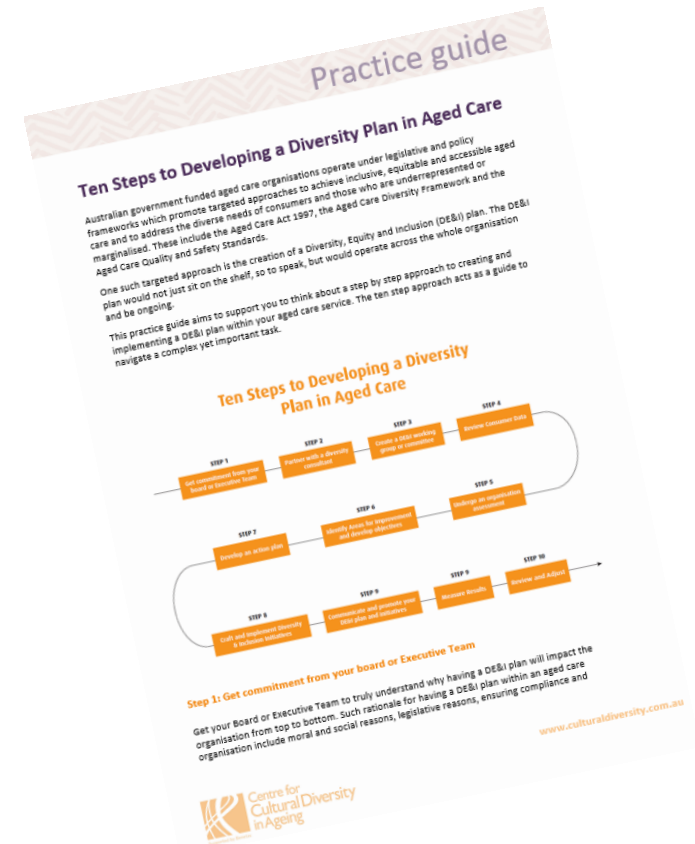 Practice guide
Ten Steps to Developing a Diversity Plan in Aged Care
Australian government funded aged care organisations operate under legislative and policy
frameworks which promote targeted approaches to achieve inclusive, equitable and accessible aged
care and to address the diverse needs of consumers and those who are underrepresented or
marginalised. These include the Aged Care Act 1997, the Aged Care Diversity Framework and the
Aged Care Quality and Safety Standards.
One such targeted approach is the creation of a Diversity, Equity and Inclusion (DE&I) plan. The DE&I
plan would not just sit on the shelf, so to speak, but would operate across the whole organisation
and be ongoing.
This practice guide aims to support you to think about a step by step approach to creating and
implementing a DE&I plan within your aged care service. The ten step approach acts as a guide to
navigate a complex yet important task.
Ten Steps to Developing a Diversity
Plan in Aged Care
STEP 1
Get commitment from your
board or Executive team
STEP 2
Partner with a diversity
consultant
STEP 3
Create a DE&I working
group or committee
STEP 4
Review Consumer Data
STEP 5
Undergo an organisation
assessment
STEP 6
Identify Areas for Improvement
and develop objectives
STEP 7
Develop an action plan
STEP 8
Craft and Implement Diversity
& Inclusion Initiatives
STEP 9
Communicate and promote your
DE&I plan and initiatives
STEP 9
Measure Results
STEP 10
Review and Adjust
Step 1: Get commitment from your board or Executive Team
Get your Board or Executive Team to truly understand why having a DE&I plan will impact the
organisation from top to bottom. Such rationale for having a DE&I plan within an aged care
organisation include moral and social reasons, legislative reasons, ensuring compliance and
www.culturaldiversity.com.au
Centre for
Cultural Diversity
in Ageing